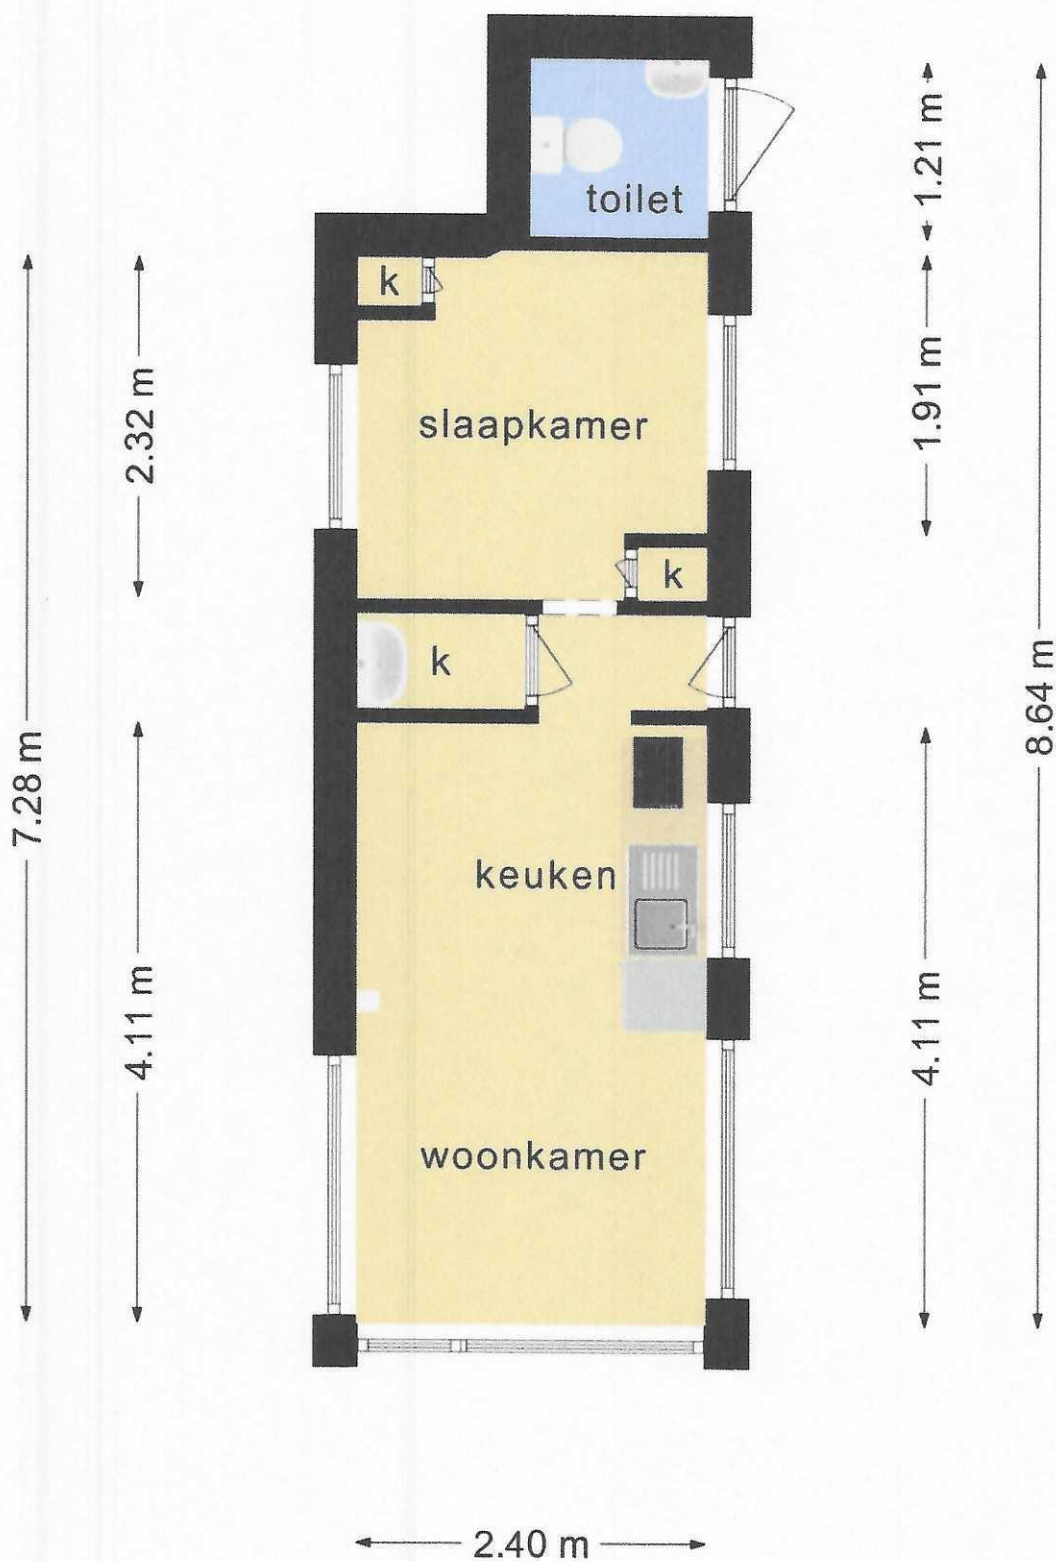 toilet
1.21 m
k
slaapkamer
2.32 m
1.91 m
k
k
8.64 m
7.28 m
keuken
4.11 m
4.11 m
woonkamer
2.40 m